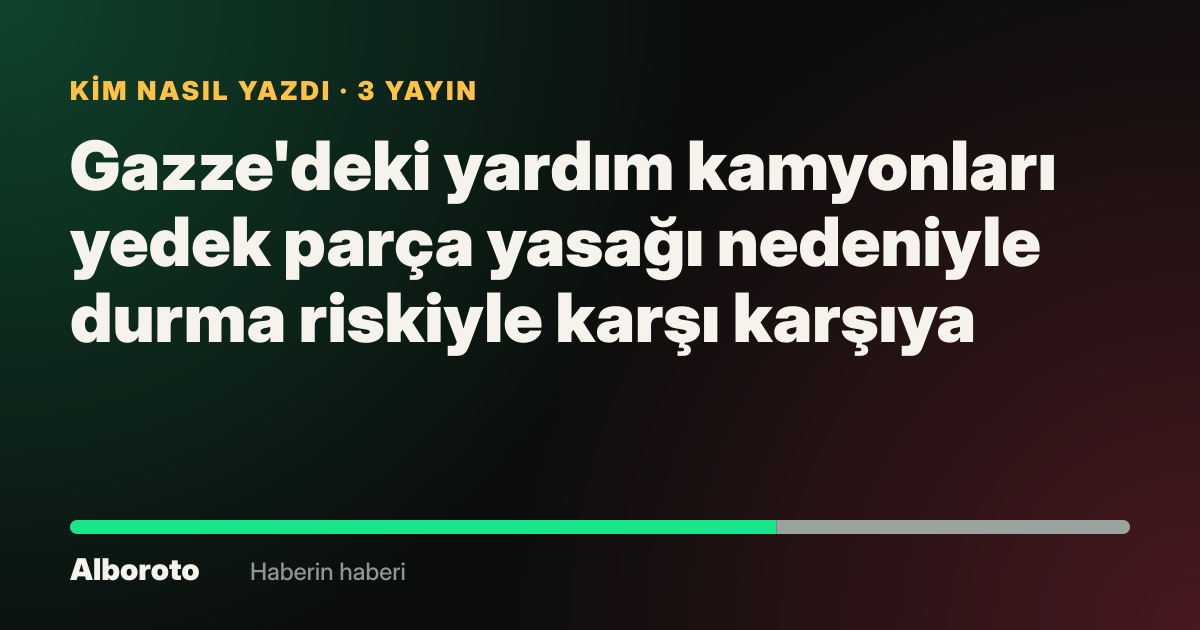 KİM NASIL YAZDI · 3 YAYIN
Gazze'deki yardım kamyonları
yedek parça yasağı nedeniyle
durma riskiyle karşı karşıya
Alboroto
Haberin haberi